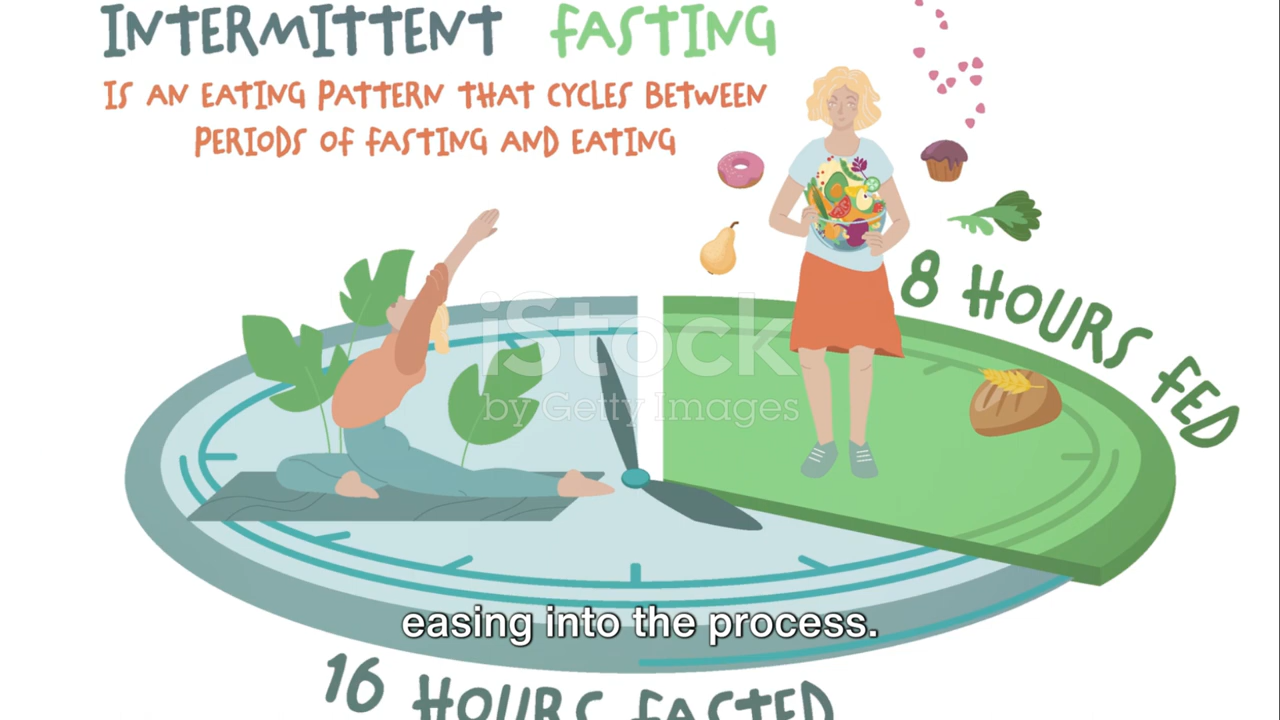 INTERMITTENT FASTING
IS AN EATING PATTERN THAT CYCLES BETWEEN
PERIODS OF FASTING AND EATING
8 HOURS FED
iStock
by Getty Images
easing into the process.
16 HOURS FASTED